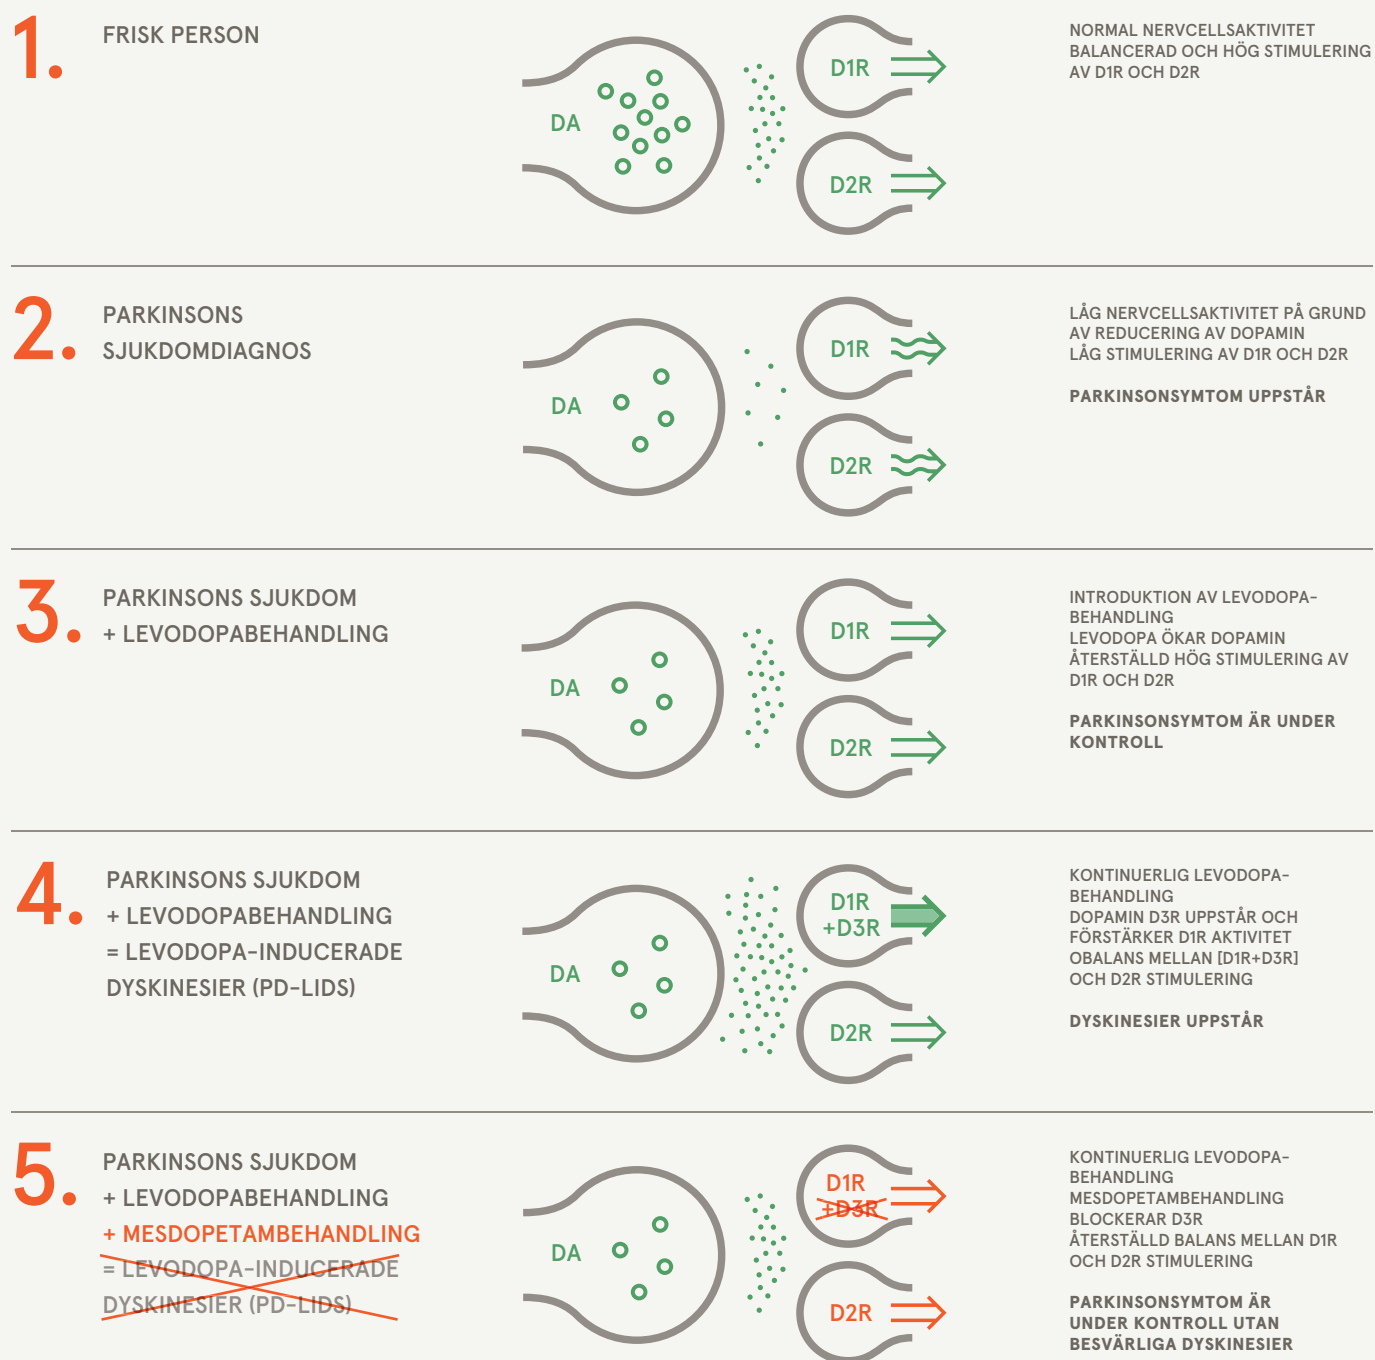 1.
FRISK PERSON
DA
D1R
D2R
NORMAL NERVCELLSAKTIVITET
BALANCERAD OCH HÖG STIMULERING
AV D1R OCH D2R
2.
PARKINSONS
SJUKDOMDIAGNOS
DA
D1R
D2R
LÅG NERVCELLSAKTIVITET PÅ GRUND
AV REDUCERING AV DOPAMIN
LÅG STIMULERING AV D1R OCH D2R
PARKINSONSYMTOM UPPSTÅR
3.
PARKINSONS SJUKDOM
+ LEVODOPABEHANDLING
DA
D1R
D2R
INTRODUKTION AV LEVODOPA-
BEHANDLING
LEVODOPA ÖKAR DOPAMIN
ÅTERSTÄLLD HÖG STIMULERING AV
D1R OCH D2R
PARKINSONSYMTOM ÄR UNDER
KONTROLL
4.
PARKINSONS SJUKDOM
+ LEVODOPABEHANDLING
= LEVODOPA-INDUCERADE
DYSKINESIER (PD-LIDS)
DA
D1R
+D3R
D2R
KONTINUERLIG LEVODOPA-
BEHANDLING
DOPAMIN D3R UPPSTÅR OCH
FÖRSTÄRKER D1R AKTIVITET
OBALANS MELLAN [D1R+D3R]
OCH D2R STIMULERING
DYSKINESIER UPPSTÅR
5.
PARKINSONS SJUKDOM
+ LEVODOPABEHANDLING
+ MESDOPETAMBEHANDLING
= LEVODOPA-INDUCERADE
DYSKINESIER (PD-LIDS)
DA
D1R
+D3R
D2R
KONTINUERLIG LEVODOPA-
BEHANDLING
MESDOPETAMBEHANDLING
BLOCKERAR D3R
ÅTERSTÄLLD BALANS MELLAN D1R
OCH D2R STIMULERING
PARKINSONSYMTOM ÄR
UNDER KONTROLL UTAN
BESVÄRLIGA DYSKINESIER